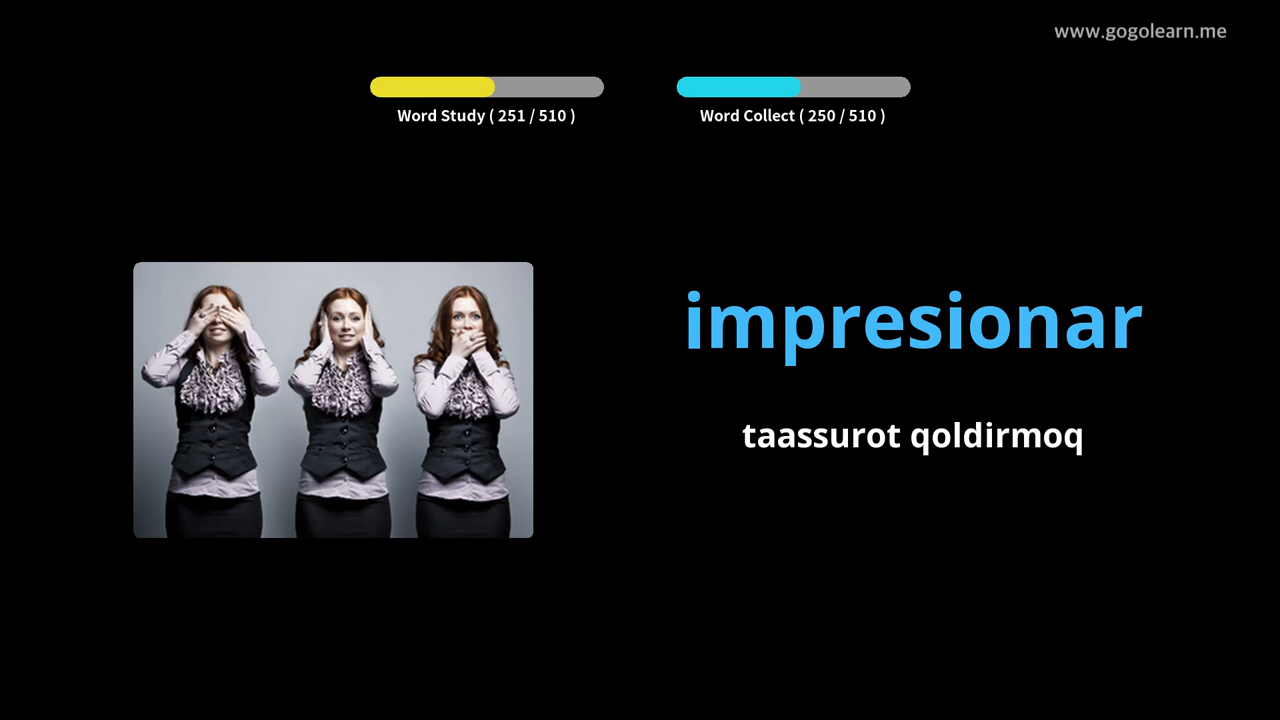 www.gogolearn.me
Word Study ( 251 / 510 )
Word Collect ( 250 / 510 )
impresionar
taassurot qoldirmoq